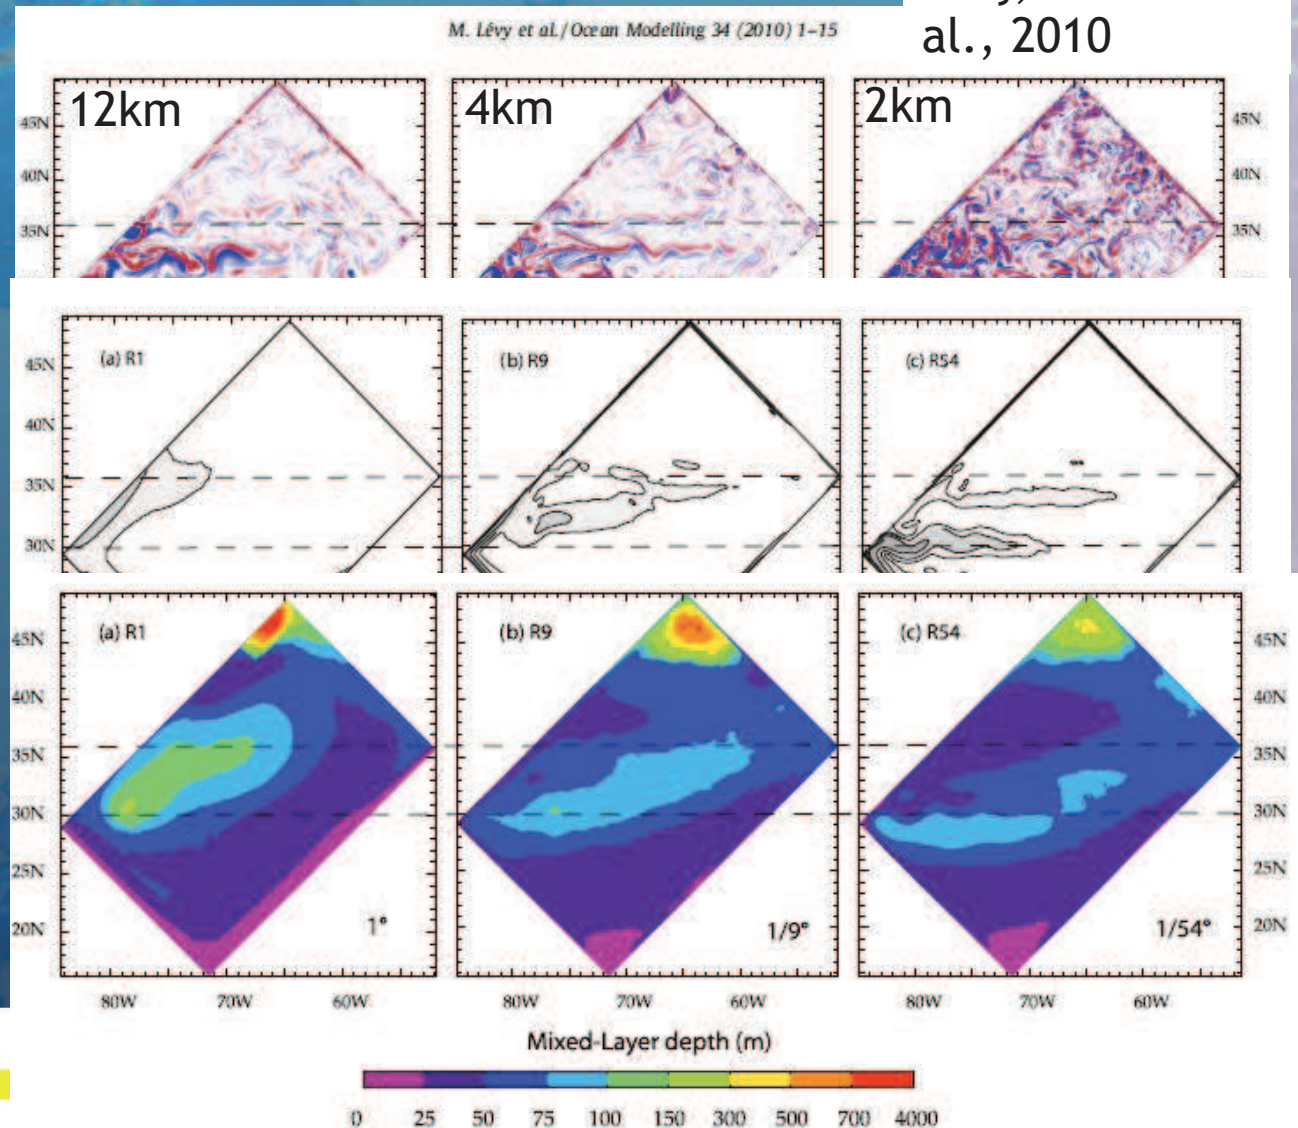 M. Lévy et al./Ocean Modelling 34 (2010) 1–15
al., 2010
12km 4km 2km
45N 45N
40N 40N
35N 35N
(a) R1 (b) R9 (c) R54
45N
40N
35N
30N
(a) R1 (b) R9 (c) R54
45N 45N
40N 40N
35N 35N
30N 30N
25N 25N
20N 20N
1° 1/9° 1/54°
80W 70W 60W 80W 70W 60W 80W 70W 60W
Mixed-Layer depth (m)
0 25 50 75 100 150 300 500 700 4000